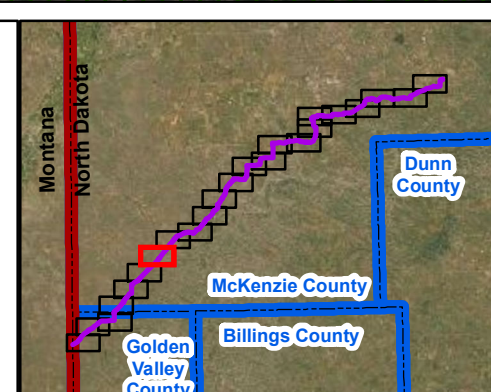 Montana
North Dakota
Dunn
County
McKenzie County
Billings County
Golden
Valley
County